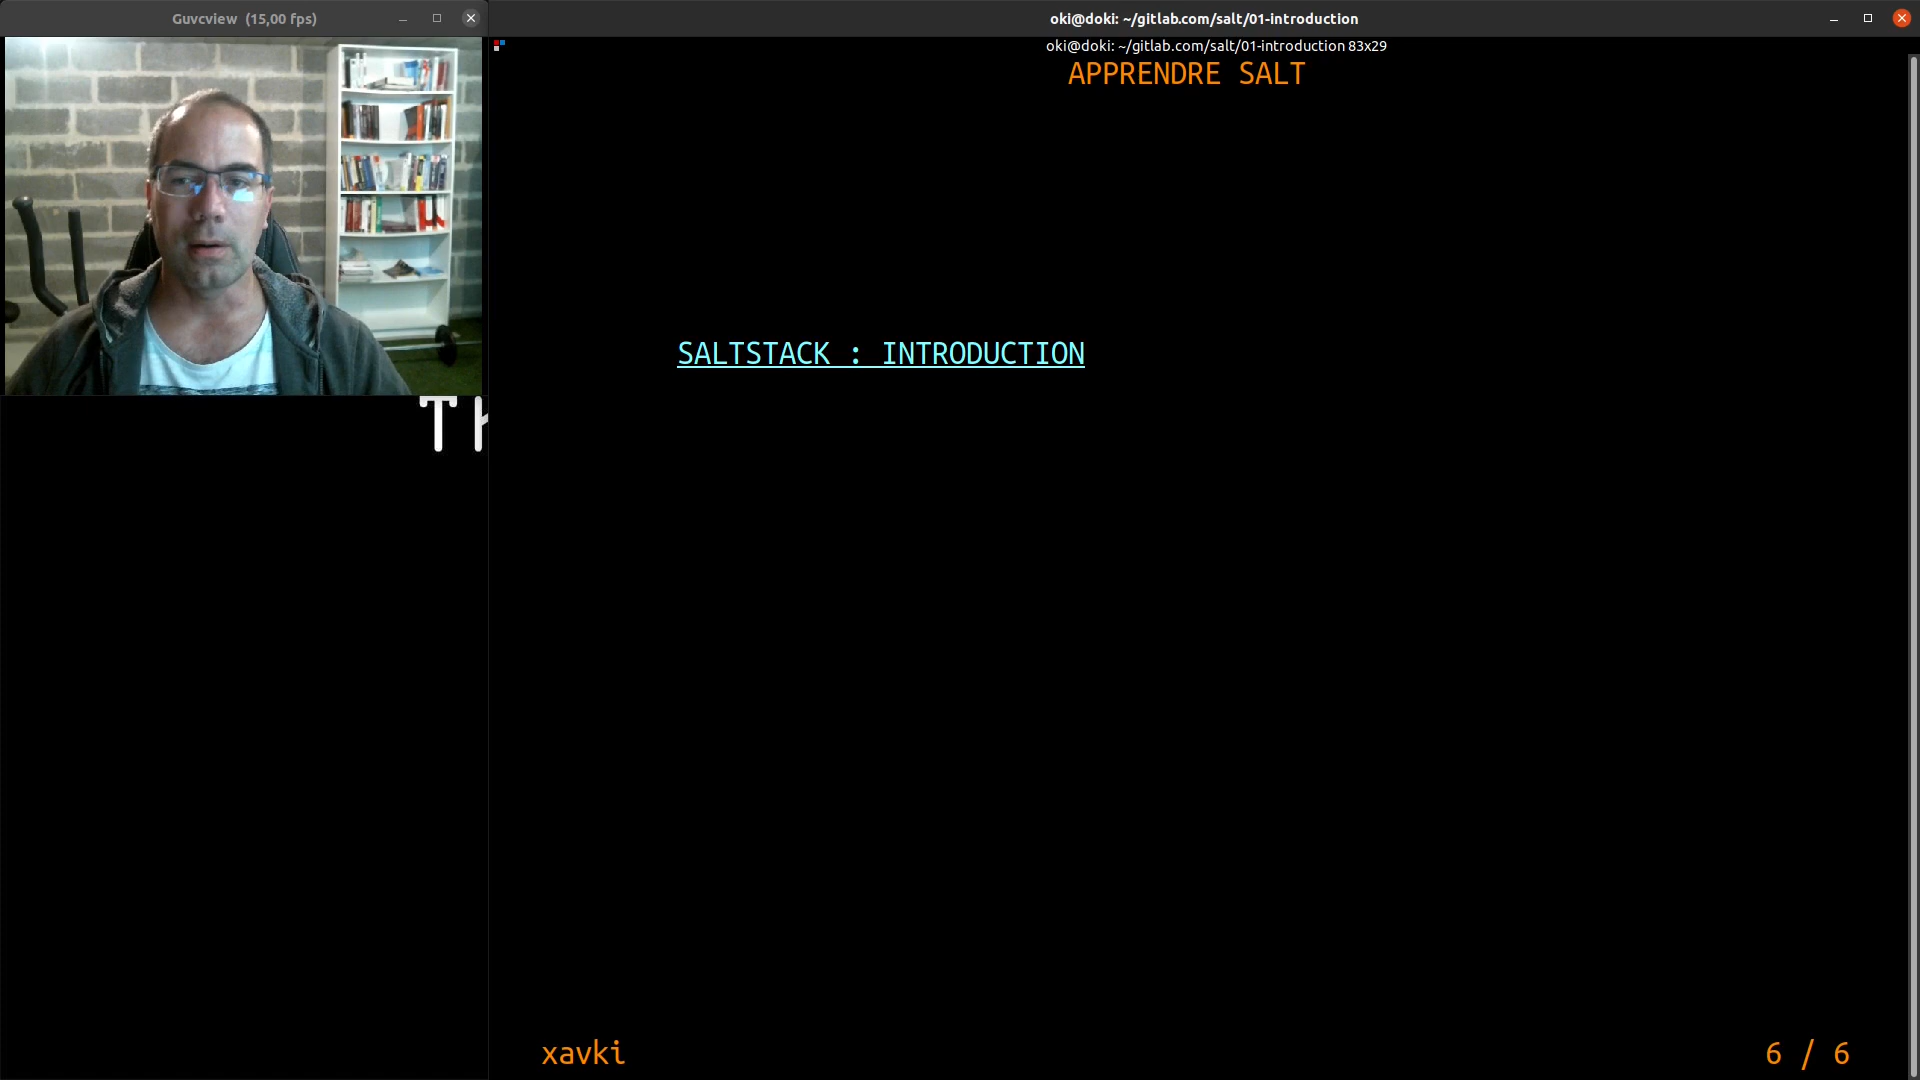 Guvcview (15,00 fps)
oki@doki: ~/gitlab.com/salt/01-introduction
oki@doki: ~/gitlab.com/salt/01-introduction 83x29
APPRENDRE SALT
SALTSTACK : INTRODUCTION
xavki
6 / 6